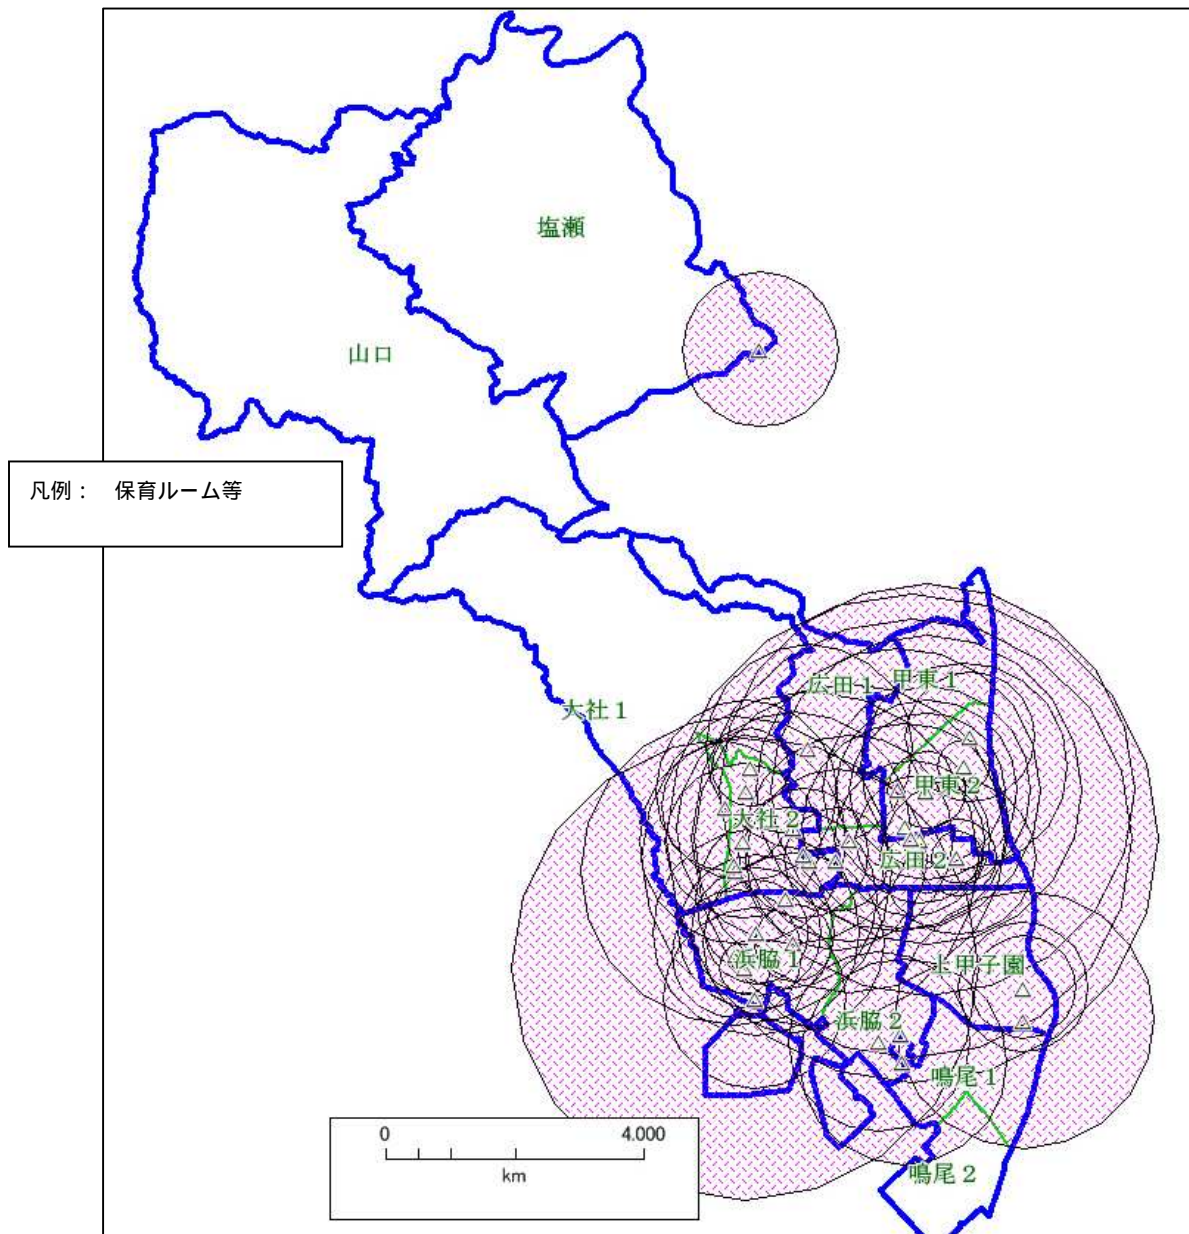 塩瀬
山口
凡例： 保育ルーム等
広田１
甲東１
大社１
甲東２
大社２
広田２
浜脇１
上甲子園
浜脇２
鳴尾１
鳴尾２
0 4.000
km